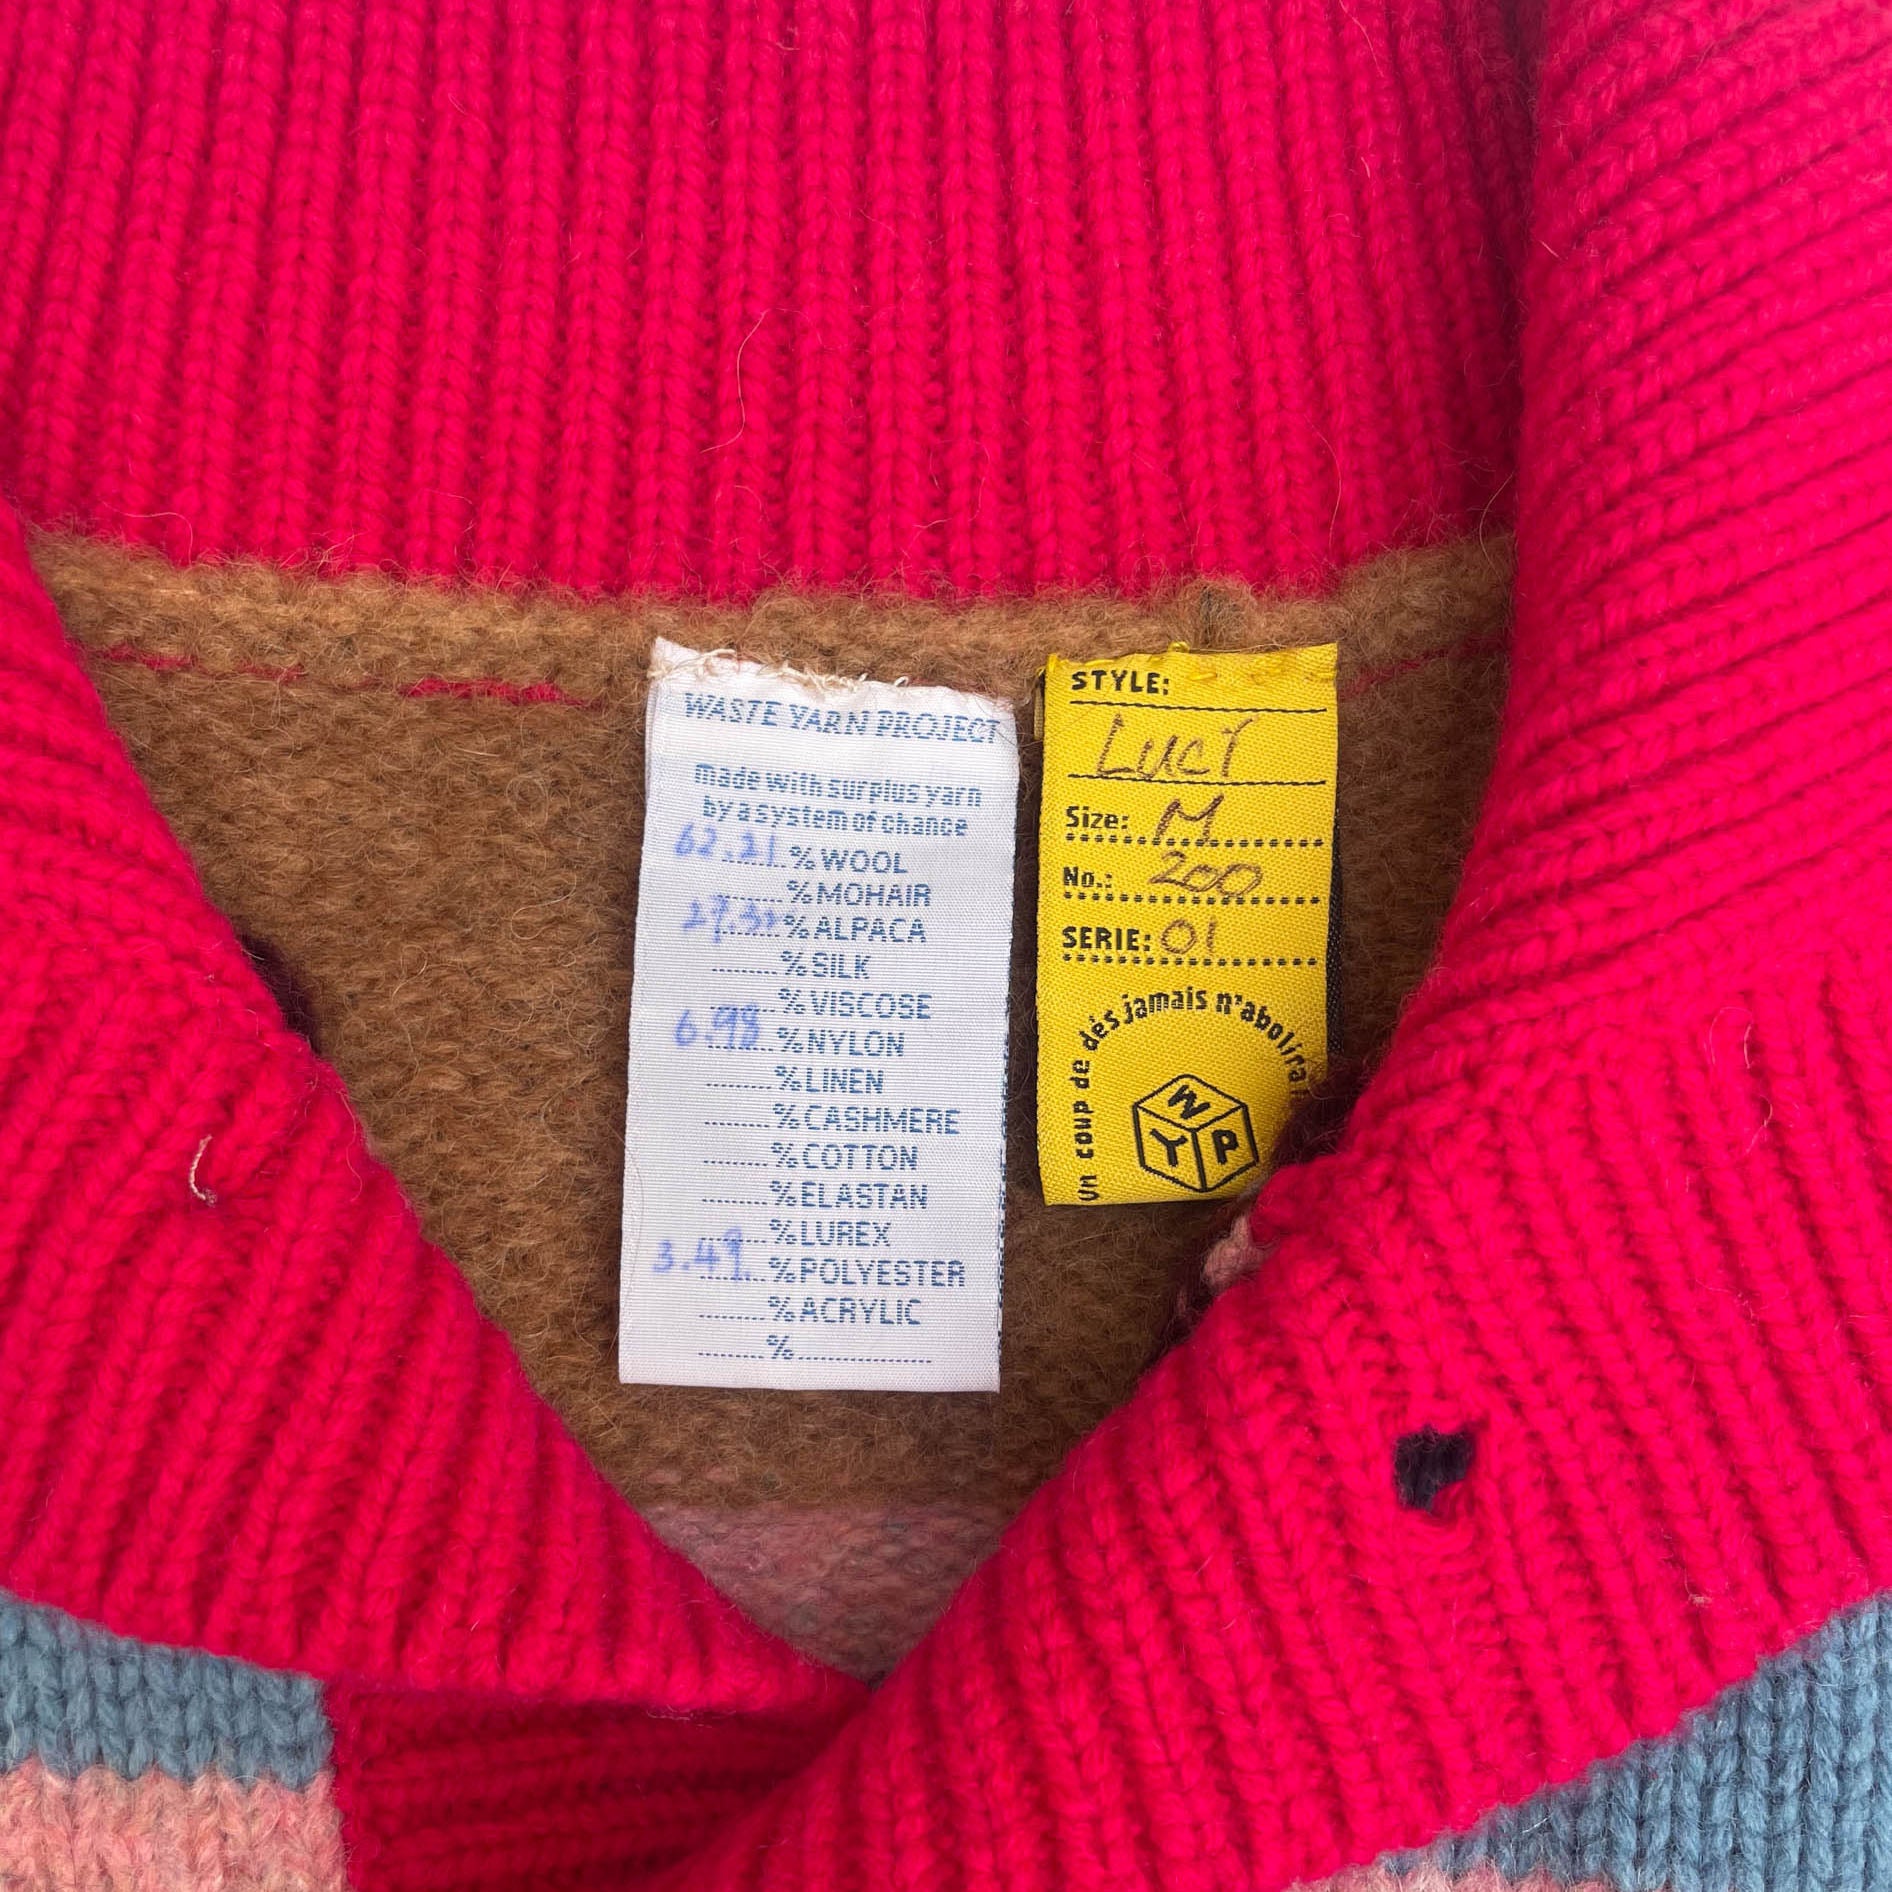 WASTE YARN PROJECT
made with surplus yarn
by a system of chance
62.21 % WOOL
........ % MOHAIR
27.32 % ALPACA
........ % SILK
........ % VISCOSE
6.98 % NYLON
........ % LINEN
........ % CASHMERE
........ % COTTON
........ % ELASTAN
........ % LUREX
3.49 % POLYESTER
........ % ACRYLIC
........ % ................
STYLE:
LUCY
Size: M
No.: 200
SERIE: 01
Un coup de dés jamais n'abolira
W
Y P